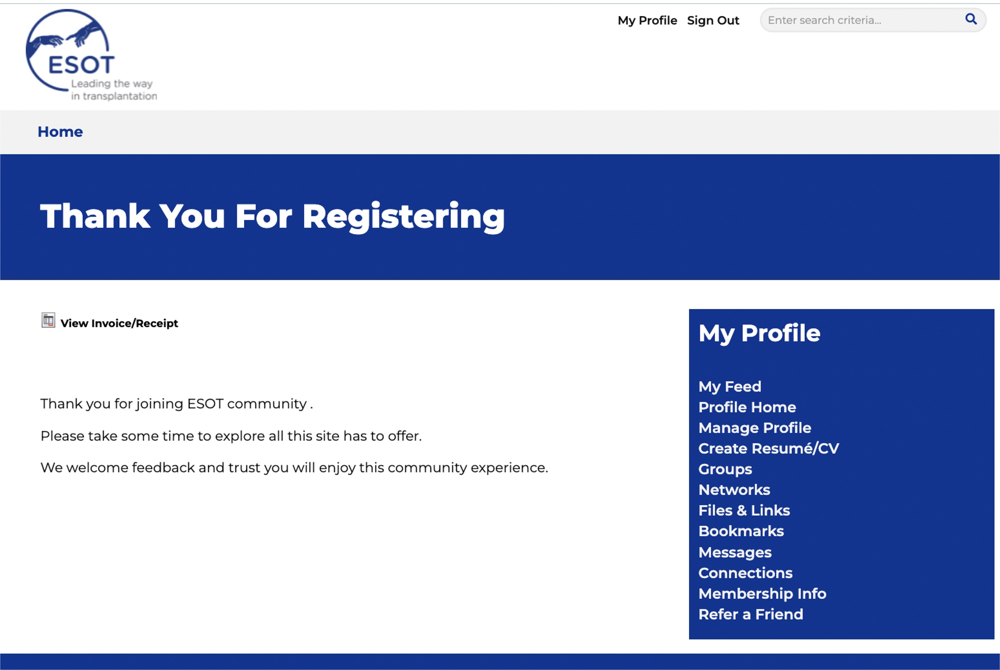 My Profile Sign Out Enter search criteria...
ESOT
Leading the way
in transplantation
Home
Thank You For Registering
View Invoice/Receipt
Thank you for joining ESOT community .
Please take some time to explore all this site has to offer.
We welcome feedback and trust you will enjoy this community experience.
My Profile
My Feed
Profile Home
Manage Profile
Create Resumé/CV
Groups
Networks
Files & Links
Bookmarks
Messages
Connections
Membership Info
Refer a Friend